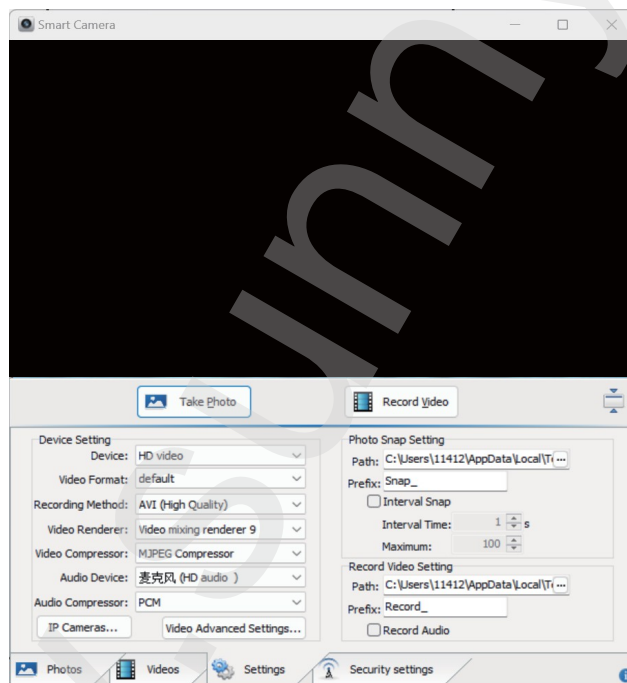 Smart Camera
Take Photo
Record Video
Device Setting
Device: HD video
Video Format: default
Recording Method: AVI (High Quality)
Video Renderer: Video mixing renderer 9
Video Compressor: MJPEG Compressor
Audio Device: 麦克风 (HD audio )
Audio Compressor: PCM
IP Cameras...
Video Advanced Settings...
Photo Snap Setting
Path: C:\Users\11412\AppData\Local\T ...
Prefix: Snap_
Interval Snap
Interval Time: 1 s
Maximum: 100
Record Video Setting
Path: C:\Users\11412\AppData\Local\T ...
Prefix: Record_
Record Audio
Photos
Videos
Settings
Security settings